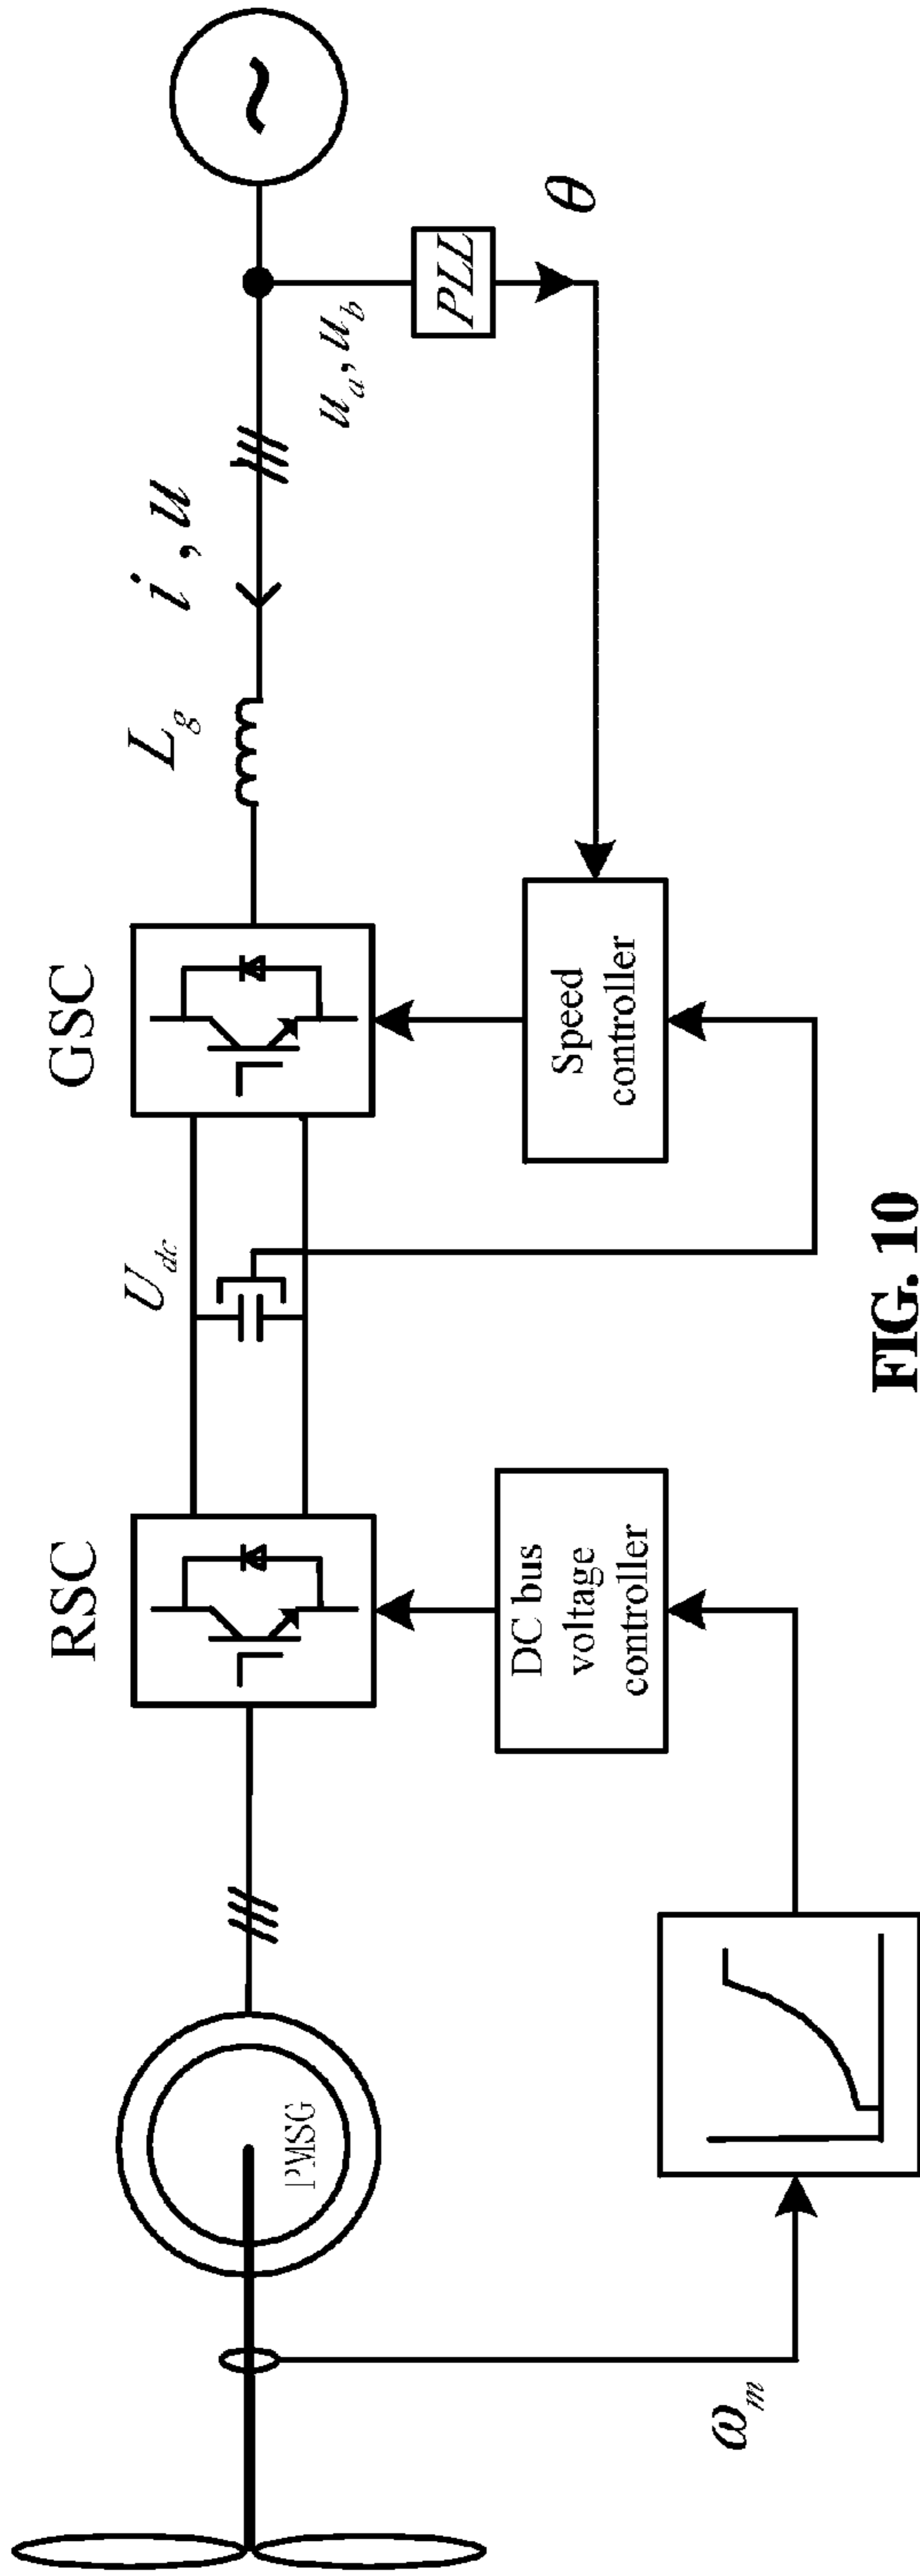 RSC
GSC
U_dc
L_g
i, u
u_a, u_b
PLL
θ
PMSG
DC bus
voltage
controller
Speed
controller
ω_m
FIG. 10